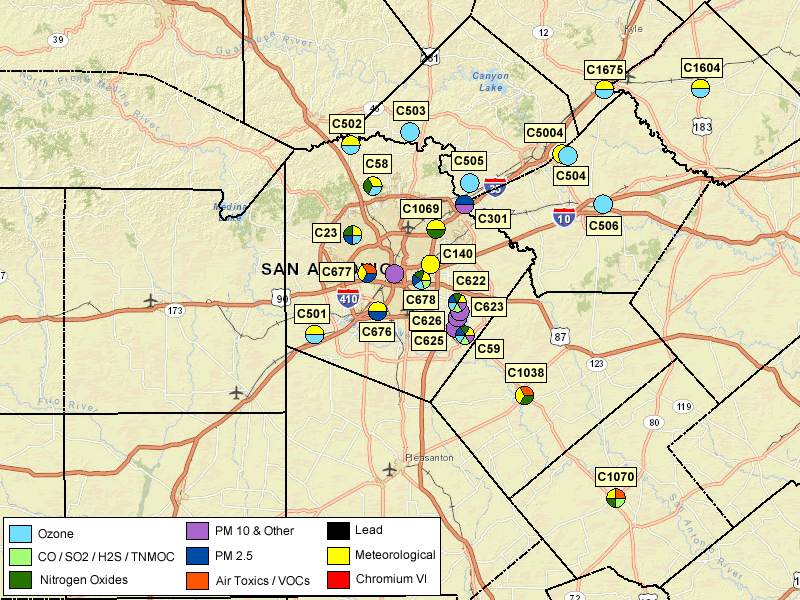 39
12
Kyle
281
Guadalupe River
Canyon
Lake
C1675
C1604
North Prong Medina River
46
C503
C502
183
C5004
C58
C505
C504
35
Medina
Lake
C1069
C301
10
C506
C23
C140
SAN A
C677
C622
90
410
C678
C623
173
C501
C626
87
C676
C625
C59
123
C1038
Frio River
119
80
Pleasanton
C1070
San Antonio River
Ozone
PM 10 & Other
Lead
CO / SO2 / H2S / TNMOC
PM 2.5
Meteorological
Nitrogen Oxides
Air Toxics / VOCs
Chromium VI
72